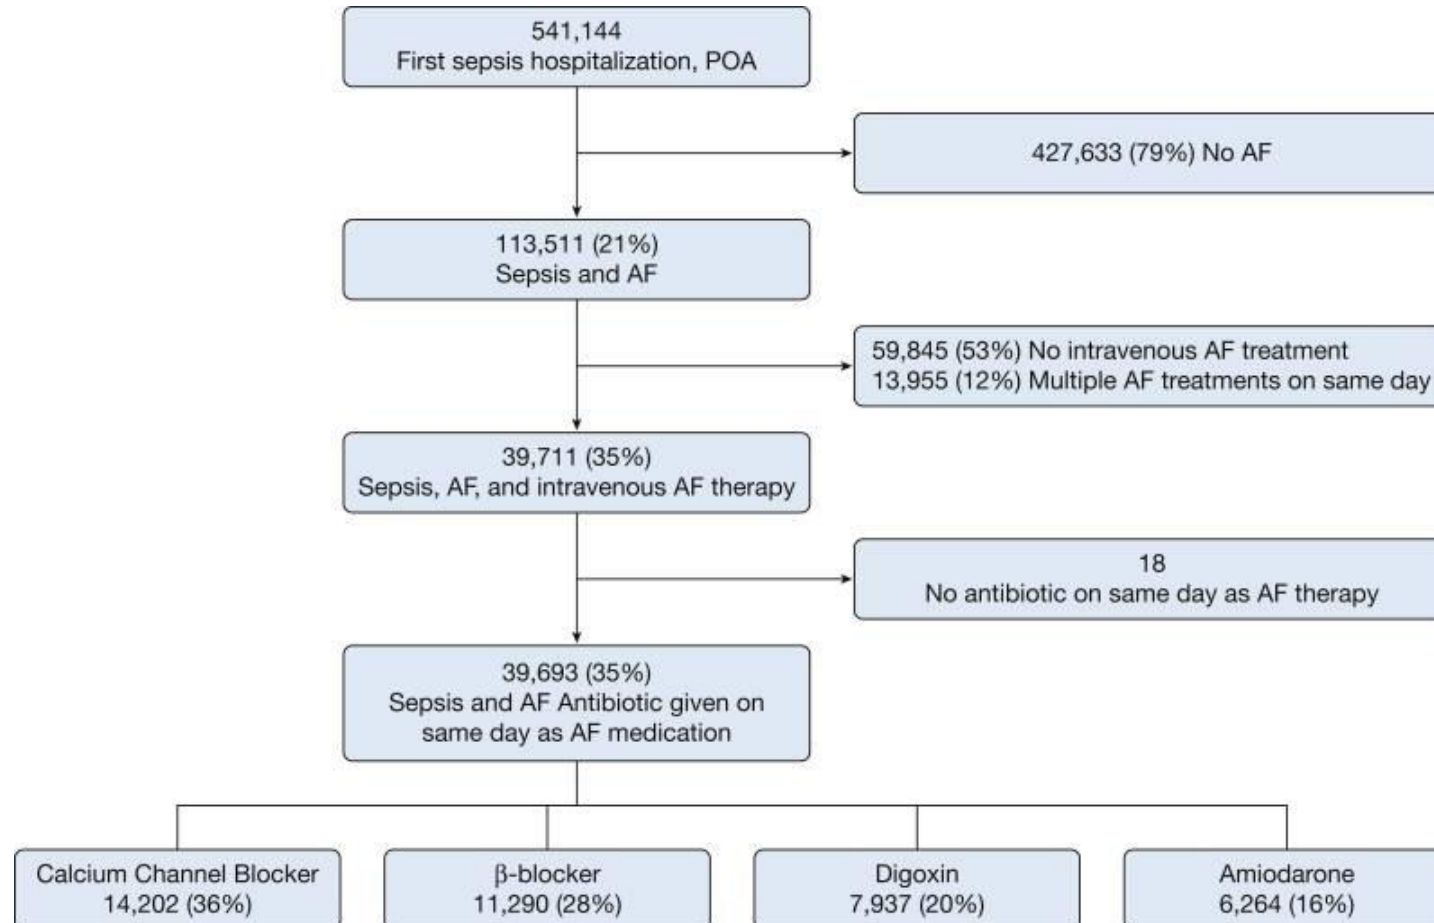 541,144
First sepsis hospitalization, POA
427,633 (79%) No AF
113,511 (21%)
Sepsis and AF
59,845 (53%) No intravenous AF treatment
13,955 (12%) Multiple AF treatments on same day
39,711 (35%)
Sepsis, AF, and intravenous AF therapy
18
No antibiotic on same day as AF therapy
39,693 (35%)
Sepsis and AF Antibiotic given on
same day as AF medication
Calcium Channel Blocker
14,202 (36%)
β-blocker
11,290 (28%)
Digoxin
7,937 (20%)
Amiodarone
6,264 (16%)